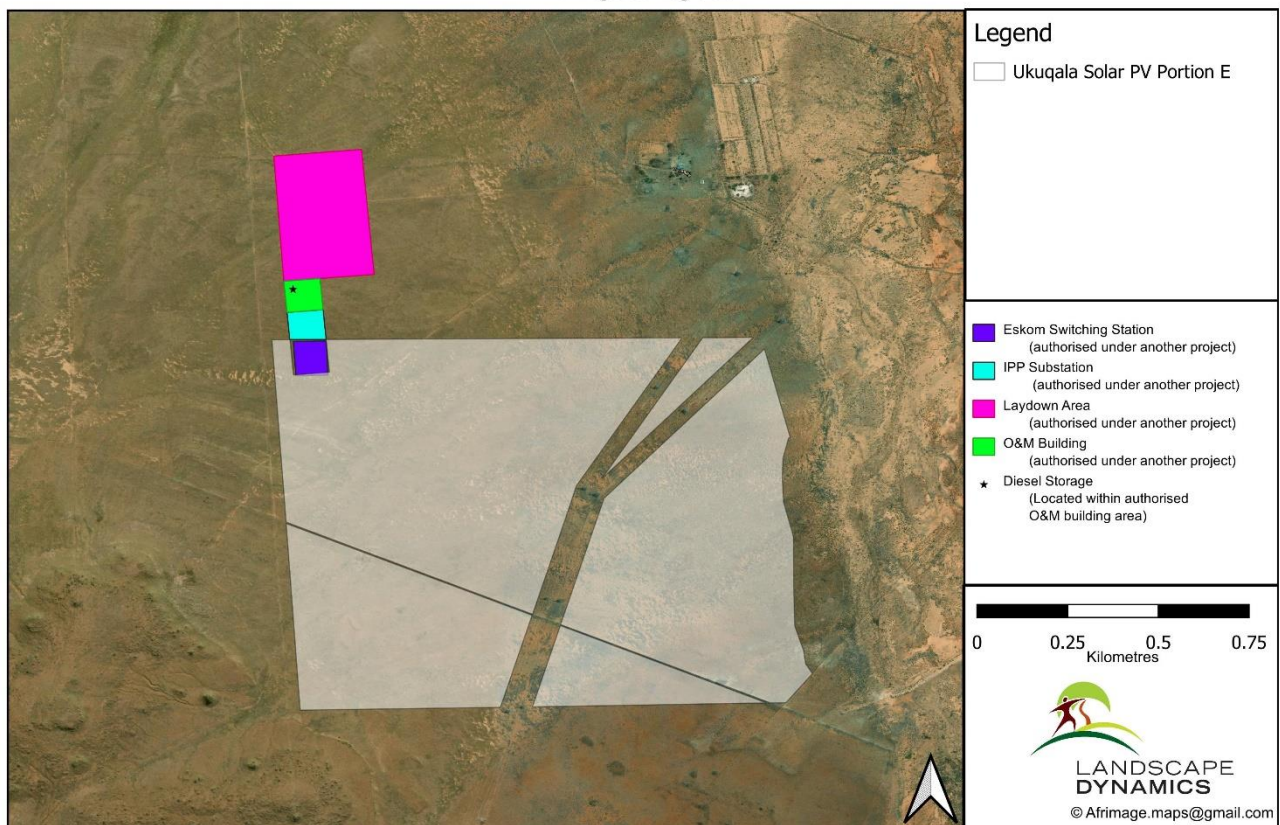 Legend
Ukuqala Solar PV Portion E
Eskom Switching Station
(authorised under another project)
IPP Substation
(authorised under another project)
Laydown Area
(authorised under another project)
O&M Building
(authorised under another project)
Diesel Storage
(Located within authorised
O&M building area)
0 0.25 0.5 0.75
Kilometres
LANDSCAPE
DYNAMICS
© Afrimage.maps@gmail.com